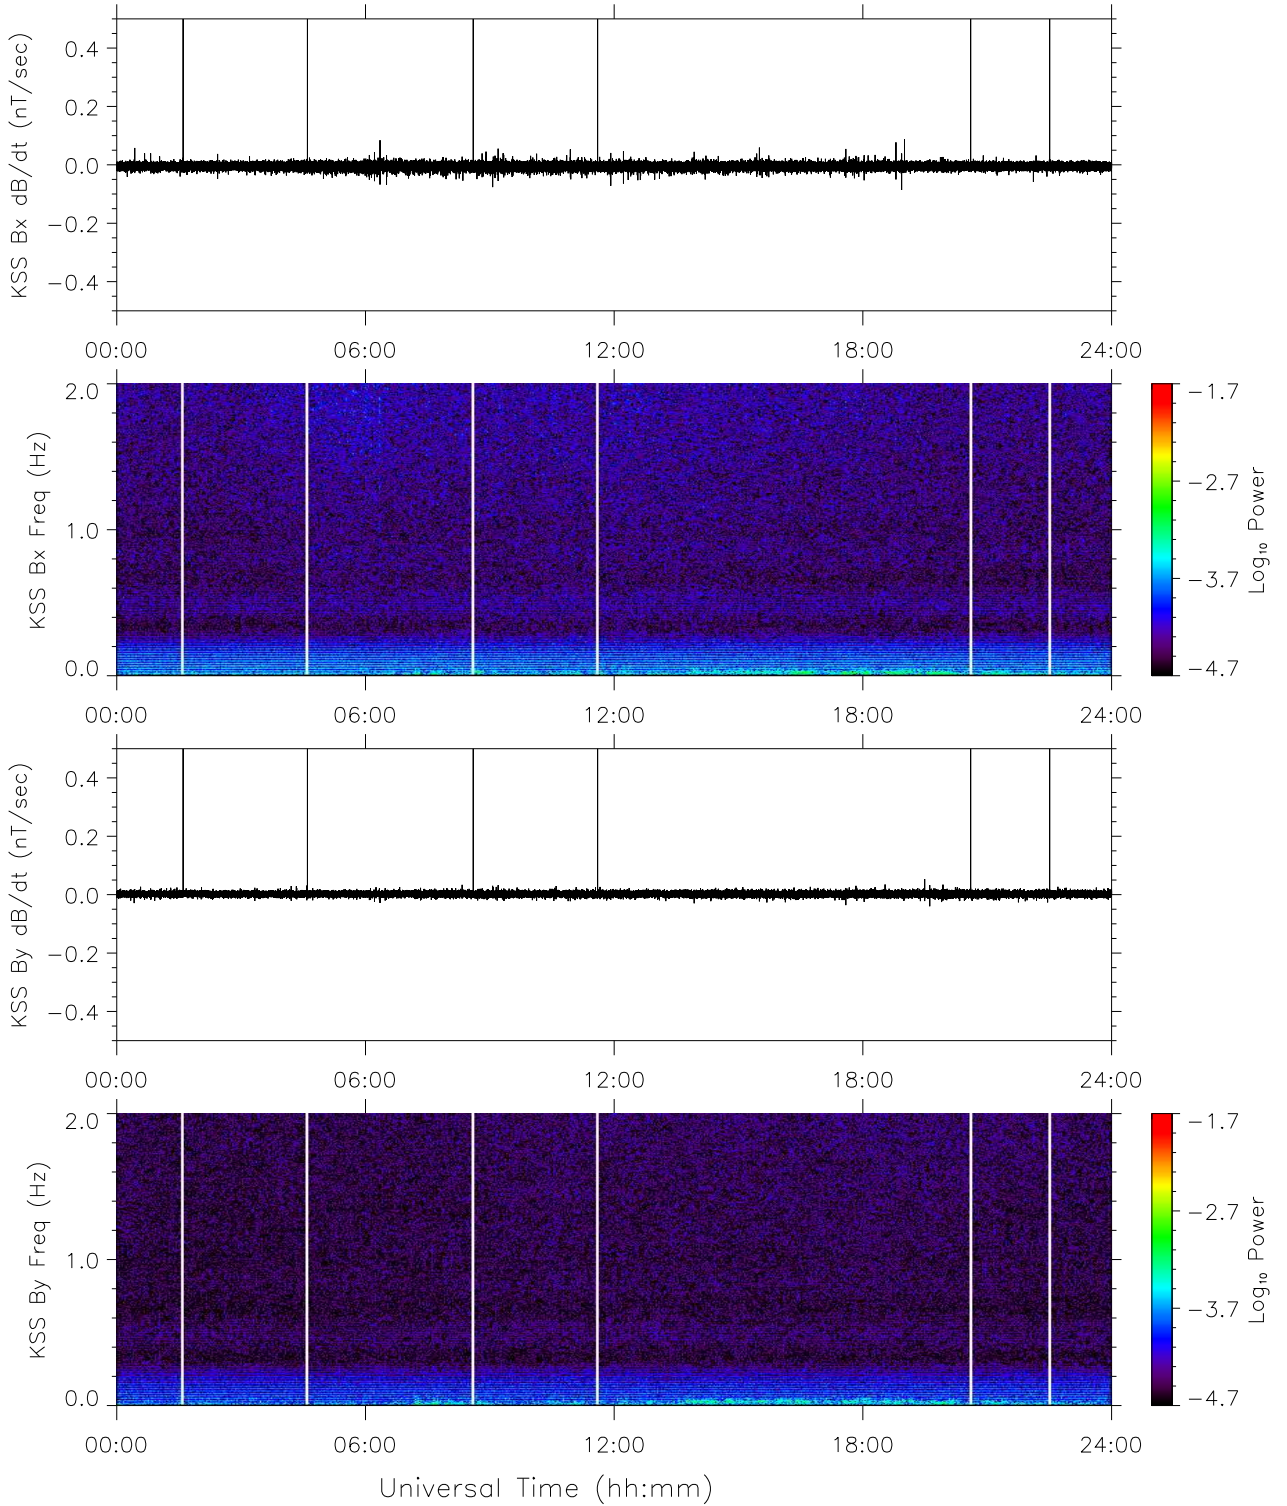 KSS Bx dB/dt (nT/sec)
0.4
0.2
0.0
−0.2
−0.4
00:00 06:00 12:00 18:00 24:00
KSS Bx Freq (Hz)
2.0
1.0
0.0
00:00 06:00 12:00 18:00 24:00
−1.7
−2.7
−3.7
−4.7
Log₁₀ Power
KSS By dB/dt (nT/sec)
0.4
0.2
0.0
−0.2
−0.4
00:00 06:00 12:00 18:00 24:00
KSS By Freq (Hz)
2.0
1.0
0.0
00:00 06:00 12:00 18:00 24:00
−1.7
−2.7
−3.7
−4.7
Log₁₀ Power
Universal Time (hh:mm)